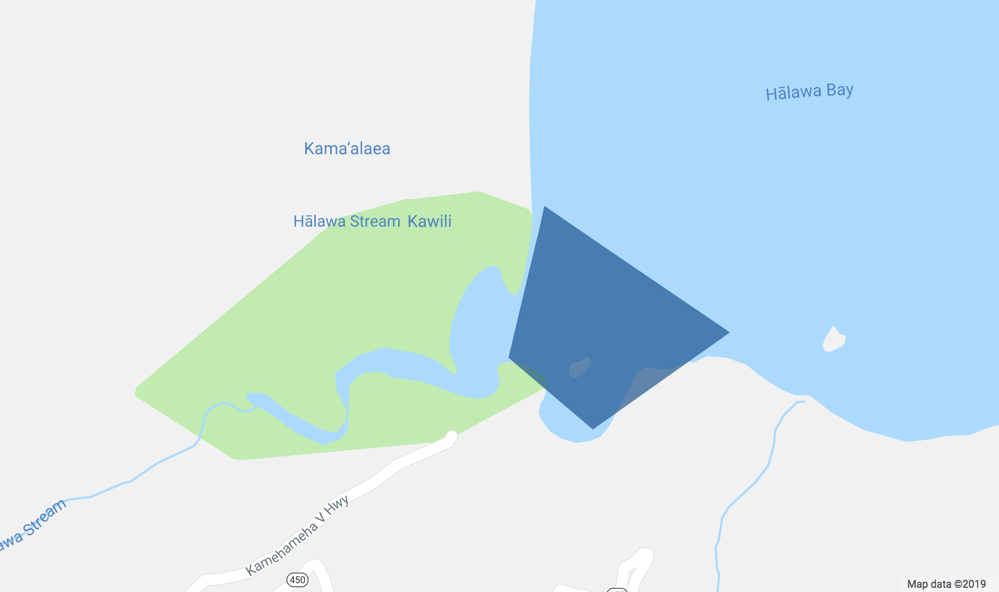 Hālawa Bay
Kamaʻalaea
Hālawa Stream Kawili
awa Stream
Kamehameha V Hwy
450
Map data ©2019